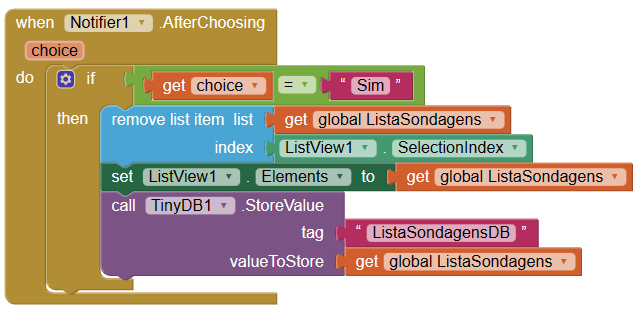 when Notifier1 .AfterChoosing
choice
do if get choice = “ Sim ”
then remove list item list get global ListaSondagens
index ListView1 . SelectionIndex
set ListView1 . Elements to get global ListaSondagens
call TinyDB1 .StoreValue
tag “ ListaSondagensDB ”
valueToStore get global ListaSondagens